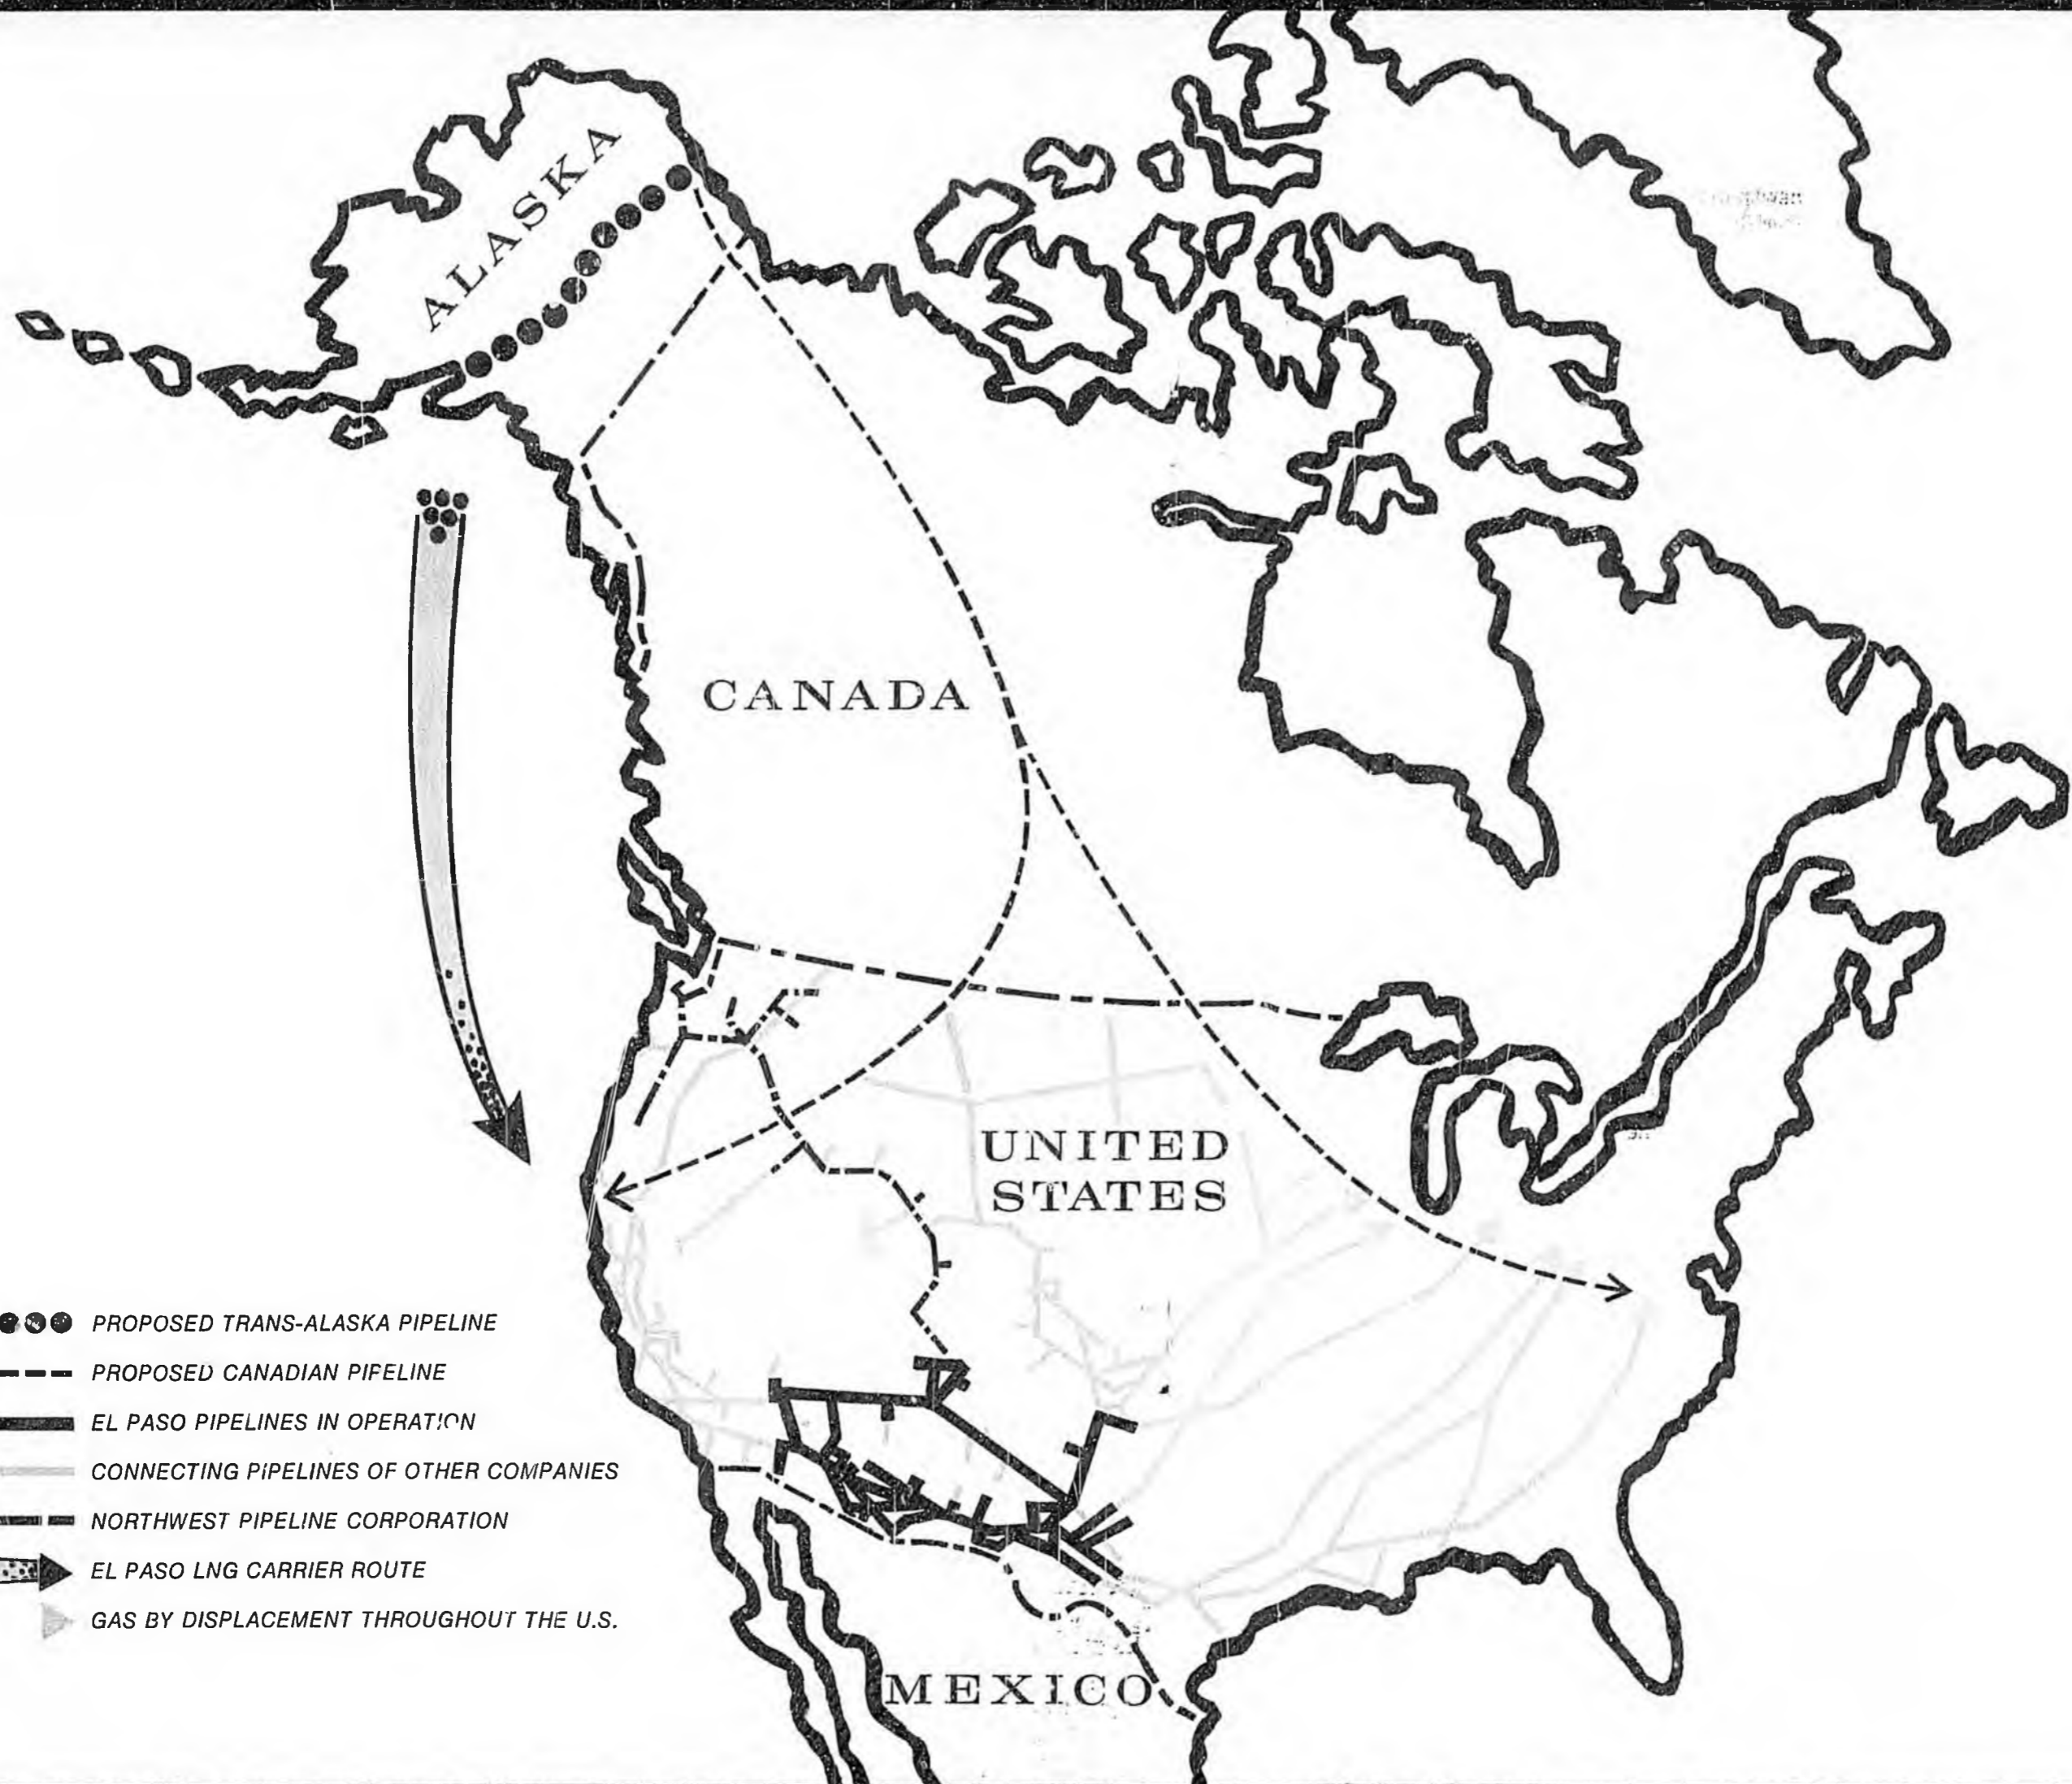 ALASKA
CANADA
UNITED
STATES
PROPOSED TRANS-ALASKA PIPELINE
PROPOSED CANADIAN PIPELINE
EL PASO PIPELINES IN OPERATION
CONNECTING PIPELINES OF OTHER COMPANIES
NORTHWEST PIPELINE CORPORATION
EL PASO LNG CARRIER ROUTE
GAS BY DISPLACEMENT THROUGHOUT THE U.S.
MEXICO